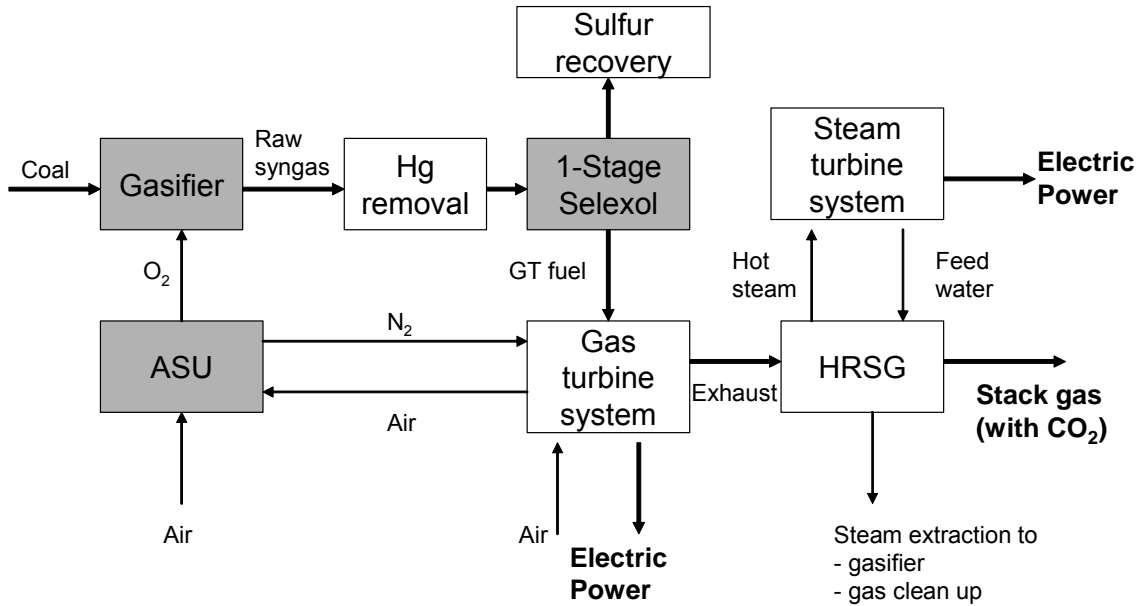 Sulfur
recovery
Coal
Gasifier
Raw
syngas
Hg
removal
1-Stage
Selexol
Steam
turbine
system
Electric
Power
O₂
GT fuel
Hot
steam
Feed
water
ASU
N₂
Air
Gas
turbine
system
Exhaust
HRSG
Stack gas
(with CO₂)
Air
Air
Electric
Power
Steam extraction to
- gasifier
- gas clean up